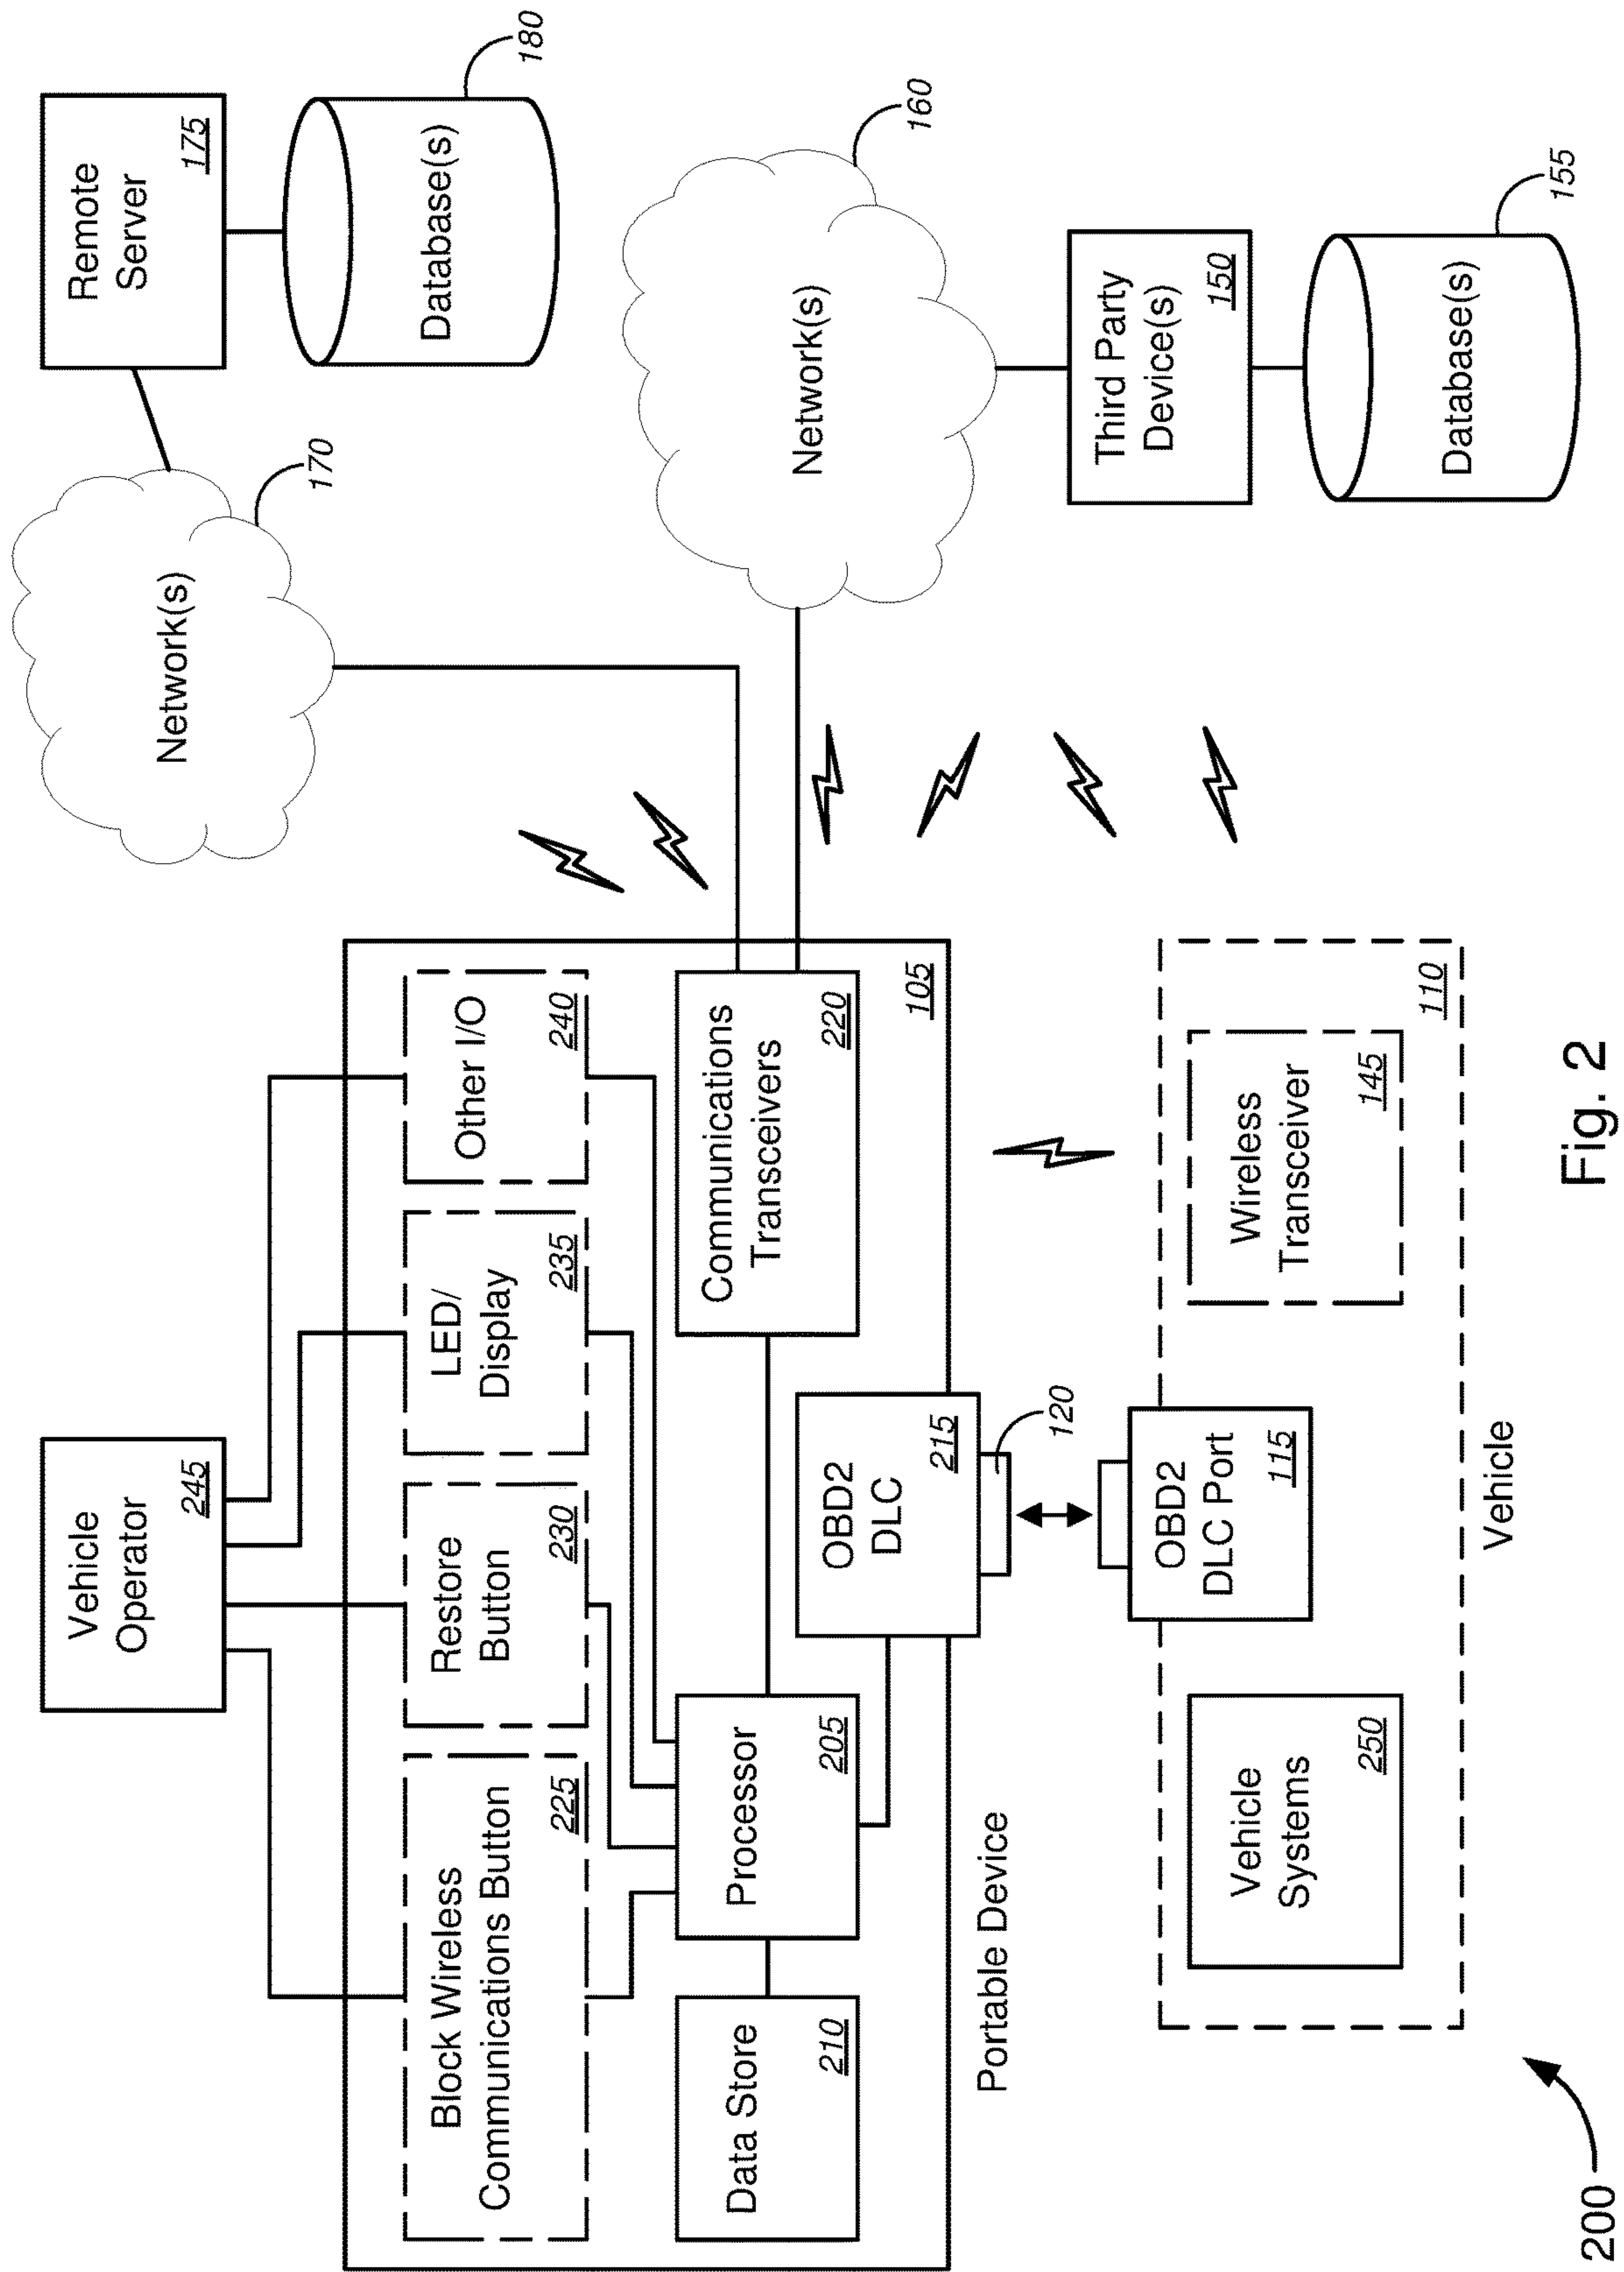 Vehicle
Operator
245
Remote
Server
175
Database(s)
180
Network(s)
170
Block Wireless
Communications Button
225
Restore
Button
230
LED/
Display
235
Other I/O
240
Data Store
210
Processor
205
Communications
Transceivers
220
OBD2
DLC
215
105
120
Portable Device
Network(s)
160
Third Party
Device(s)
150
Database(s)
155
Vehicle
Systems
250
OBD2
DLC Port
115
Wireless
Transceiver
145
110
Vehicle
200
Fig. 2